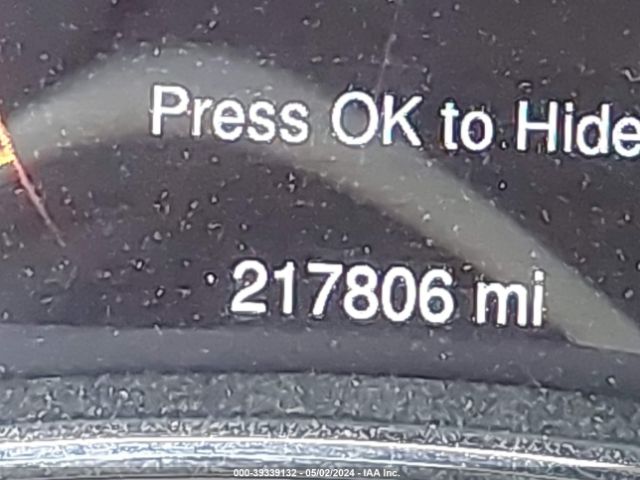 Press OK to Hide
217806 mi
000-39339132 - 05/02/2024 - IAA Inc.